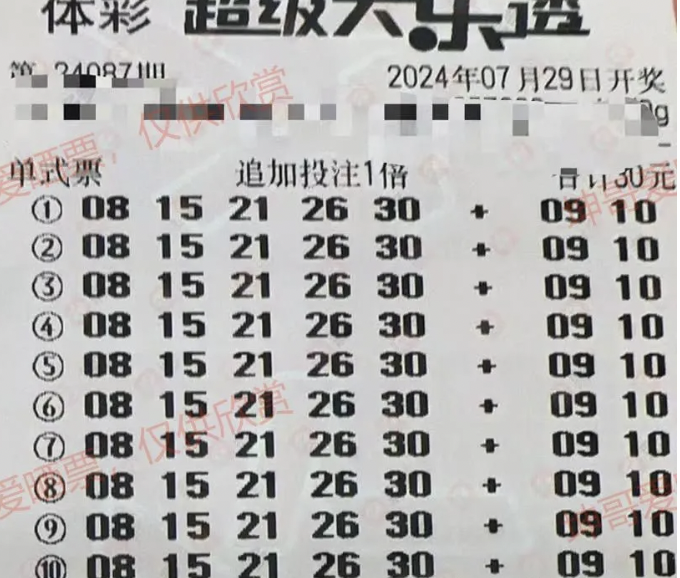 体彩 超级大乐透
第 24087期
2024年07月29日开奖
单式票 追加投注1倍 合计30元
① 08 15 21 26 30 + 09 10
② 08 15 21 26 30 + 09 10
③ 08 15 21 26 30 + 09 10
④ 08 15 21 26 30 + 09 10
⑤ 08 15 21 26 30 + 09 10
⑥ 08 15 21 26 30 + 09 10
⑦ 08 15 21 26 30 + 09 10
⑧ 08 15 21 26 30 + 09 10
⑨ 08 15 21 26 30 + 09 10
⑩ 08 15 21 26 30 + 09 10
爱晒票，仅供欣赏
爱晒票，仅供欣赏
坤哥爱
坤哥爱